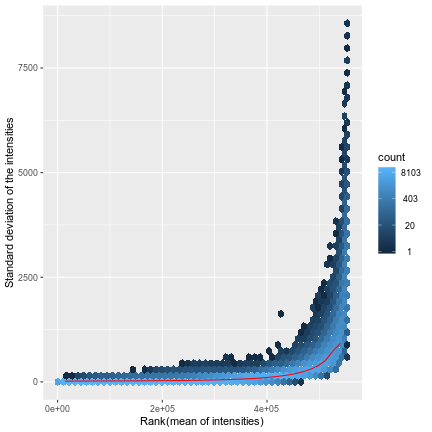 7500
5000
2500
0
0e+00
2e+05
4e+05
Rank(mean of intensities)
Standard deviation of the intensities
count
8103
403
20
1